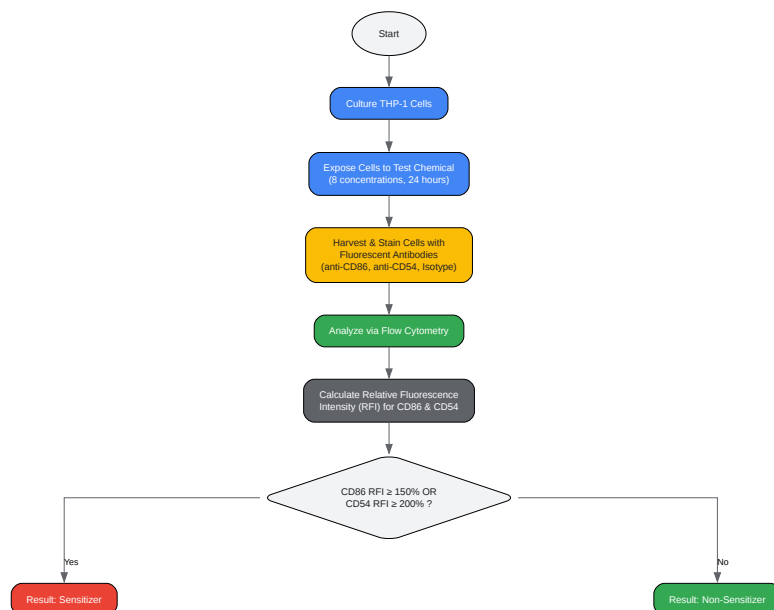 Start
Culture THP-1 Cells
Expose Cells to Test Chemical
(8 concentrations, 24 hours)
Harvest & Stain Cells with
Fluorescent Antibodies
(anti-CD86, anti-CD54, Isotype)
Analyze via Flow Cytometry
Calculate Relative Fluorescence
Intensity (RFI) for CD86 & CD54
CD86 RFI ≥ 150% OR
CD54 RFI ≥ 200% ?
Yes
No
Result: Sensitizer
Result: Non-Sensitizer